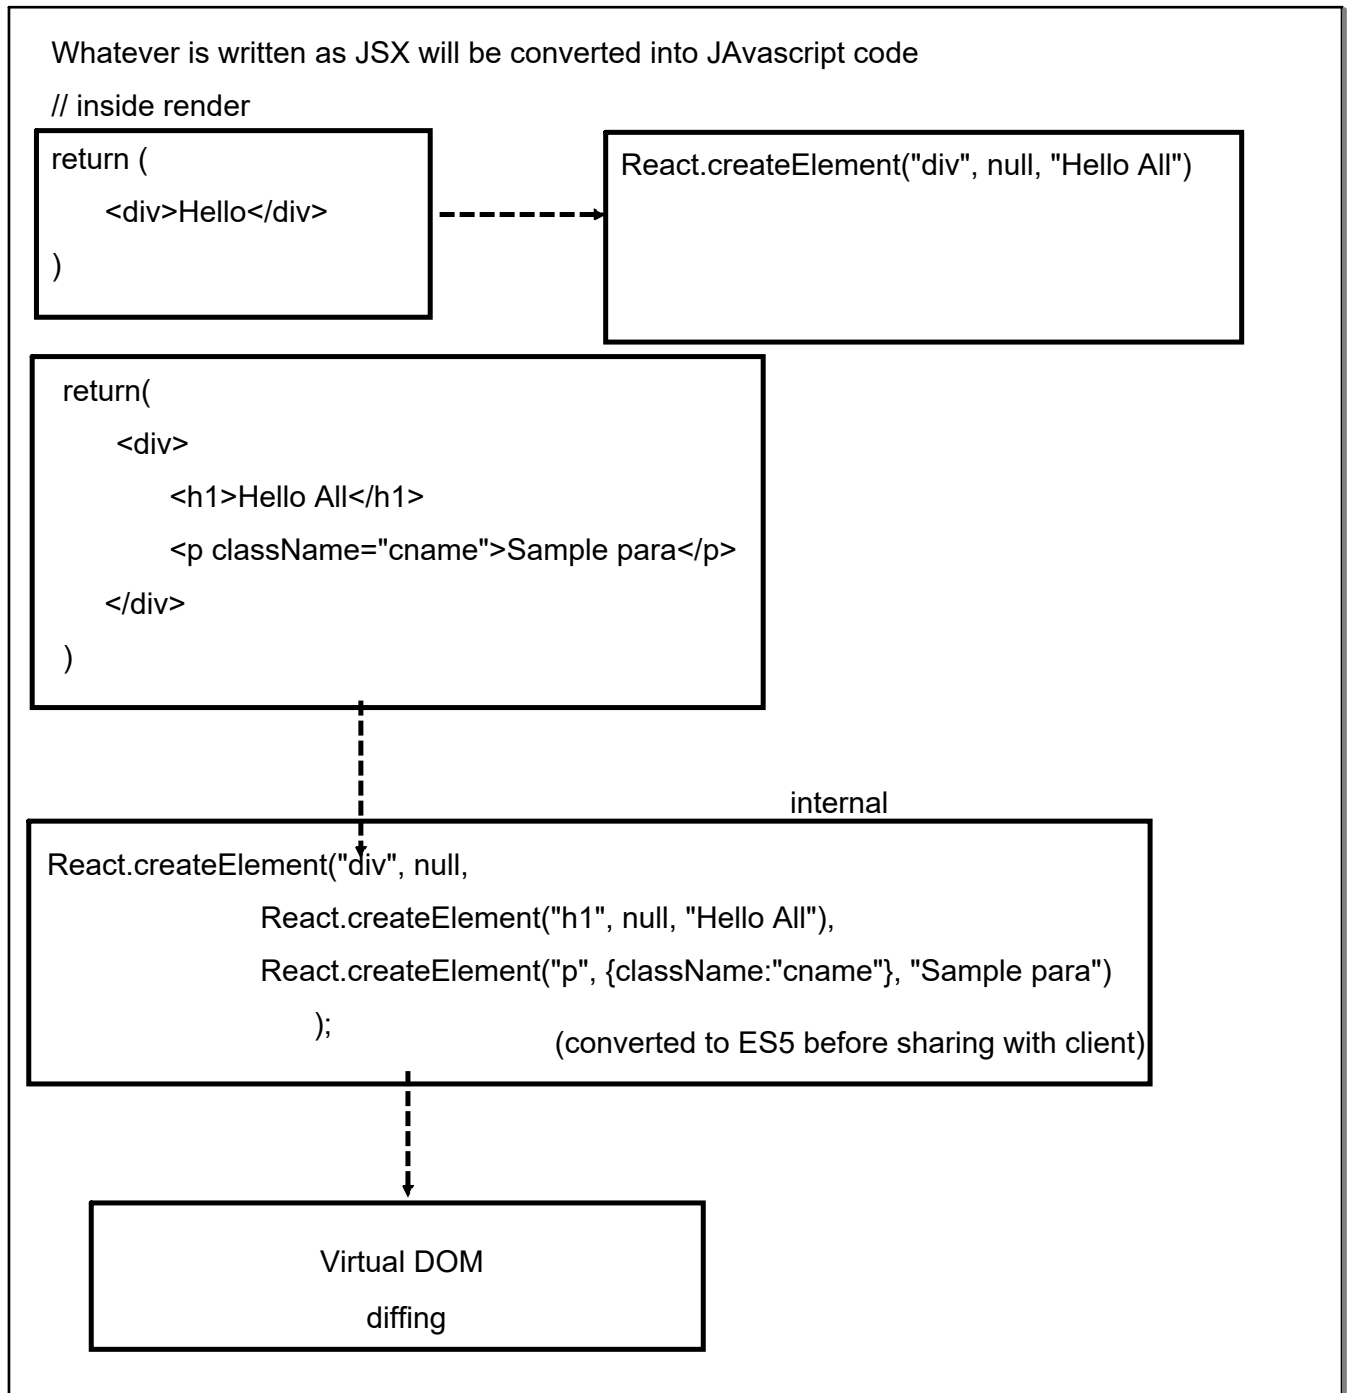 Whatever is written as JSX will be converted into JAvascript code
// inside render
return (
<div>Hello</div>
)
React.createElement("div", null, "Hello All")
return(
<div>
<h1>Hello All</h1>
<p className="cname">Sample para</p>
</div>
)
internal
React.createElement("div", null,
React.createElement("h1", null, "Hello All"),
React.createElement("p", {className:"cname"}, "Sample para")
);
(converted to ES5 before sharing with client)
Virtual DOM
diffing